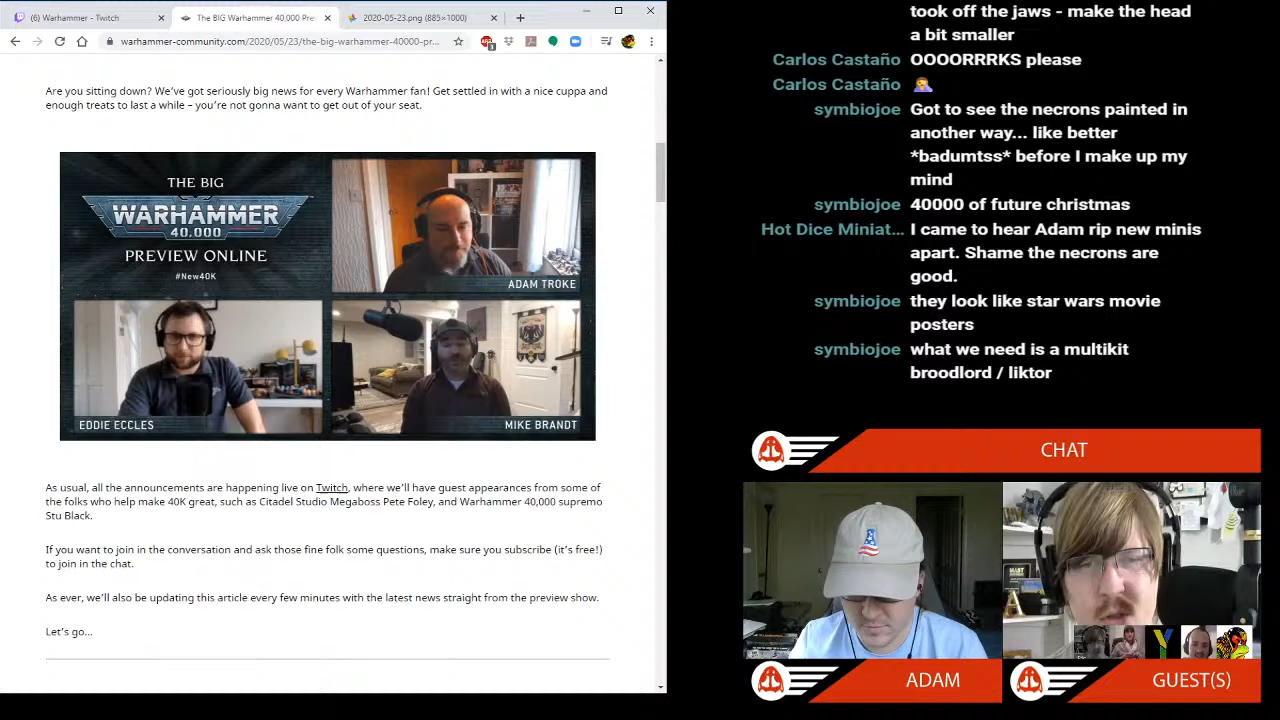 (6) Warhammer - Twitch
The BIG Warhammer 40,000 Pre
2020-05-23.png (885×1000)
warhammer-community.com/2020/05/23/the-big-warhammer-40000-pr...
Are you sitting down? We've got seriously big news for every Warhammer fan! Get settled in with a nice cuppa and
enough treats to last a while – you're not gonna want to get out of your seat.
THE BIG
WARHAMMER
40,000
PREVIEW ONLINE
#New40K
ADAM TROKE
EDDIE ECCLES
MIKE BRANDT
As usual, all the announcements are happening live on Twitch, where we'll have guest appearances from some of
the folks who help make 40K great, such as Citadel Studio Megaboss Pete Foley, and Warhammer 40,000 supremo
Stu Black.
If you want to join in the conversation and ask those fine folk some questions, make sure you subscribe (it's free!)
to join in the chat.
As ever, we'll also be updating this article every few minutes with the latest news straight from the preview show.
Let's go...
took off the jaws - make the head
a bit smaller
Carlos Castaño OOOORRRKS please
Carlos Castaño 🤦‍♀️
symbiojoe Got to see the necrons painted in
another way... like better
*badumtss* before I make up my
mind
symbiojoe 40000 of future christmas
Hot Dice Miniat... I came to hear Adam rip new minis
apart. Shame the necrons are
good.
symbiojoe they look like star wars movie
posters
symbiojoe what we need is a multikit
broodlord / liktor
CHAT
ADAM
GUEST(S)